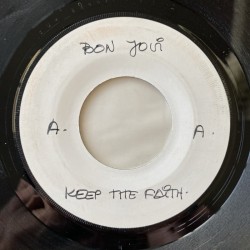 BON JOVI
A. A.
KEEP THE FAITH.